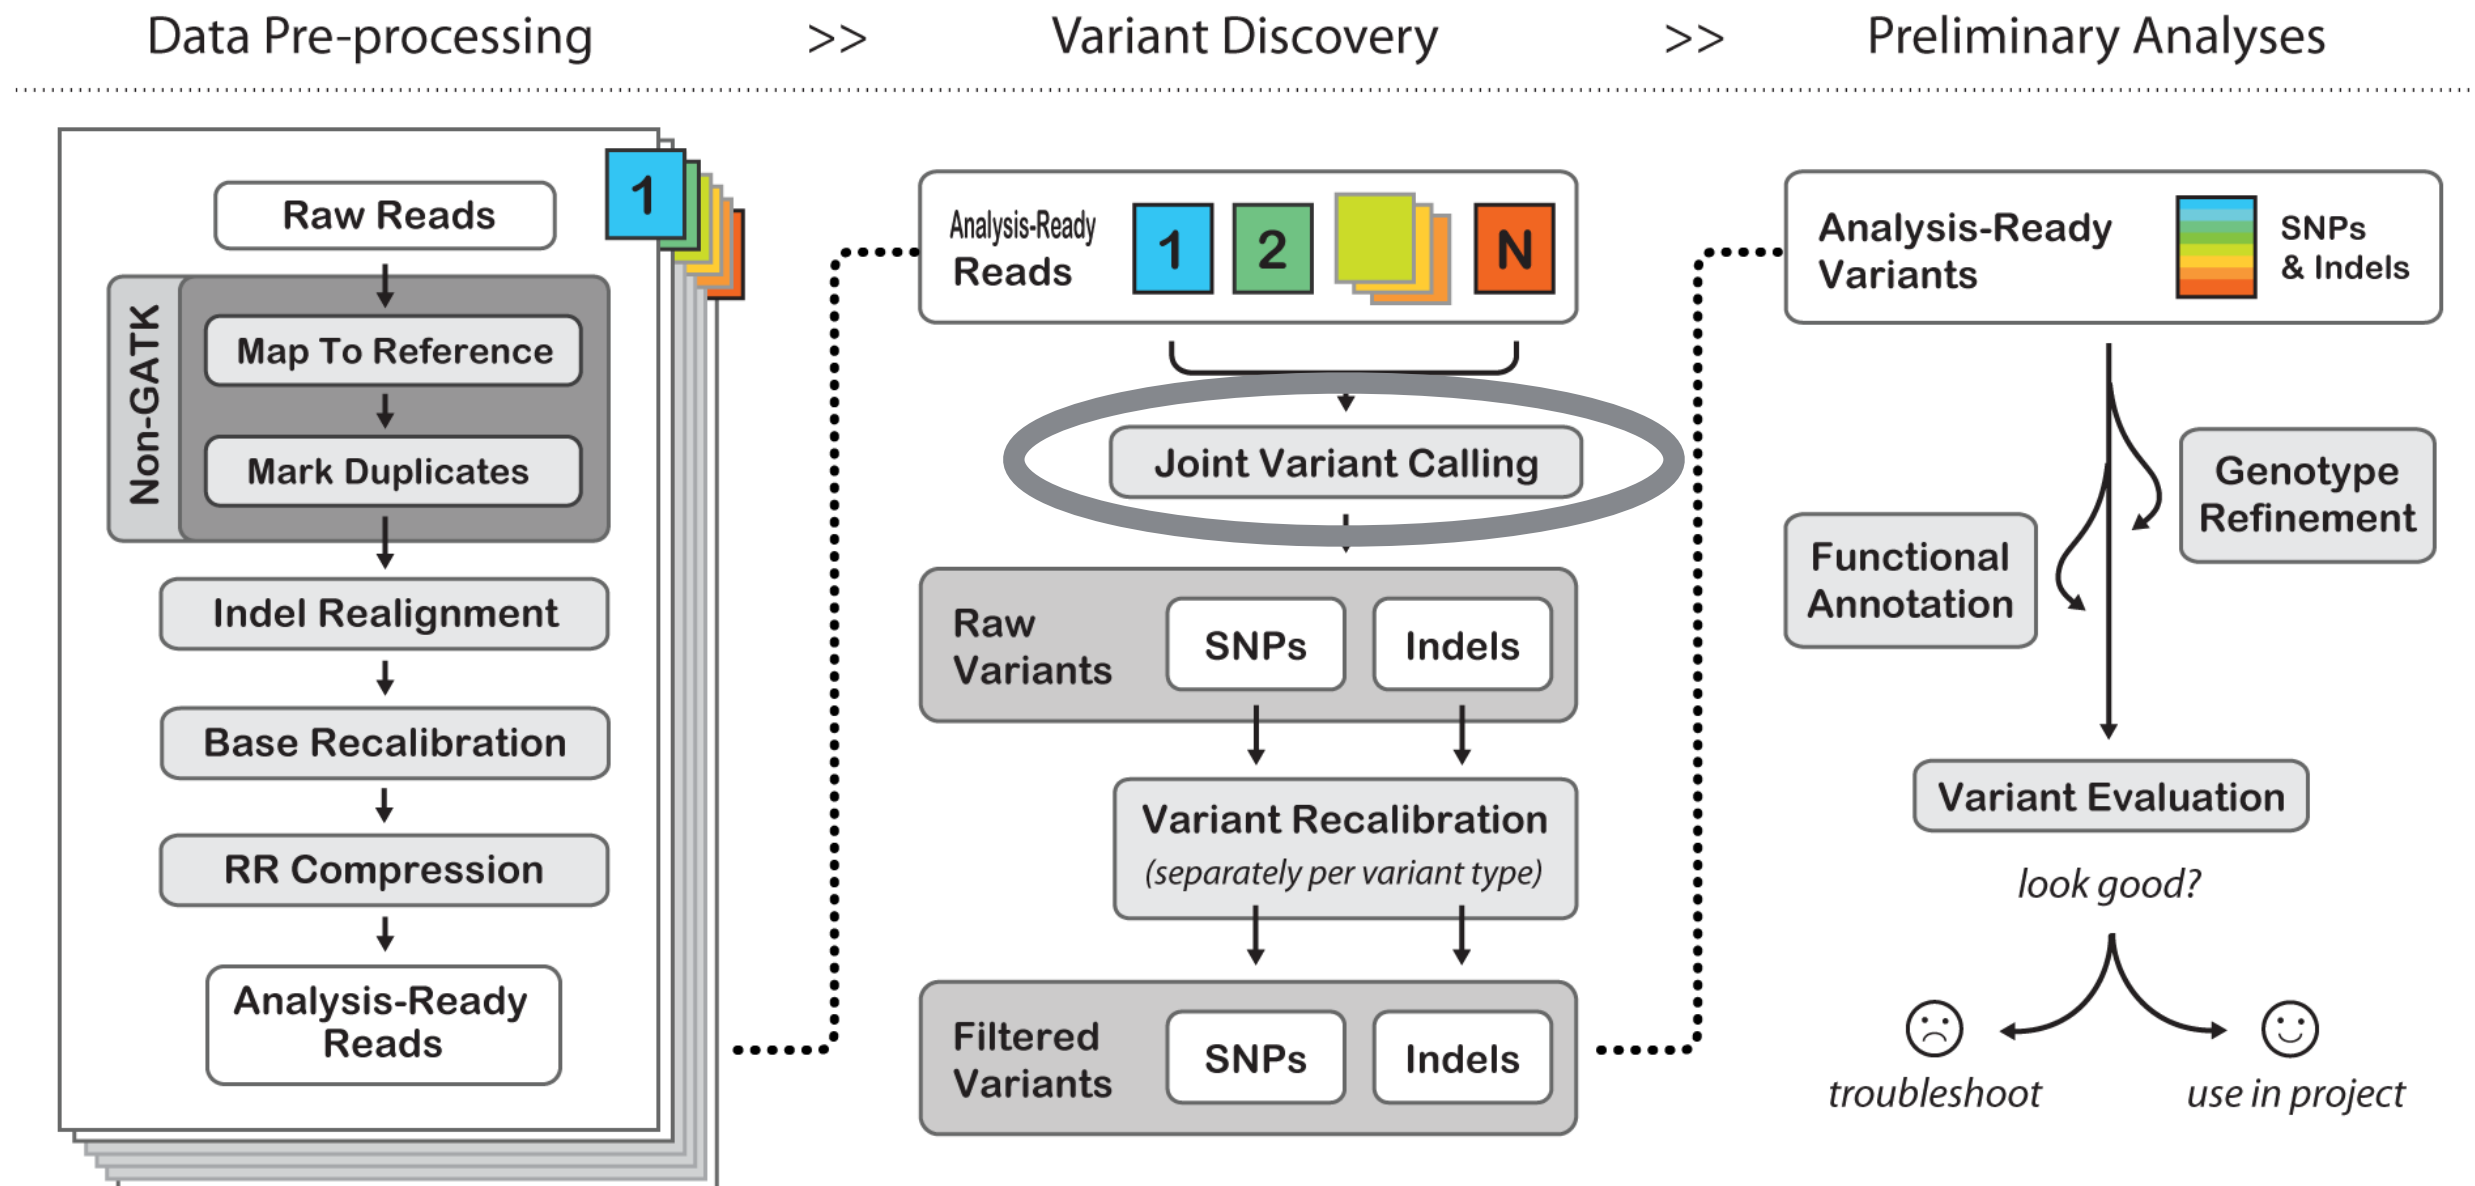 Data Pre-processing >> Variant Discovery >> Preliminary Analyses
1
Raw Reads
Non-GATK
Map To Reference
Mark Duplicates
Indel Realignment
Base Recalibration
RR Compression
Analysis-Ready
Reads
Analysis-Ready
Reads
1 2 N
Joint Variant Calling
Raw
Variants
SNPs Indels
Variant Recalibration
(separately per variant type)
Filtered
Variants
SNPs Indels
Analysis-Ready
Variants
SNPs
& Indels
Genotype
Refinement
Functional
Annotation
Variant Evaluation
look good?
troubleshoot use in project